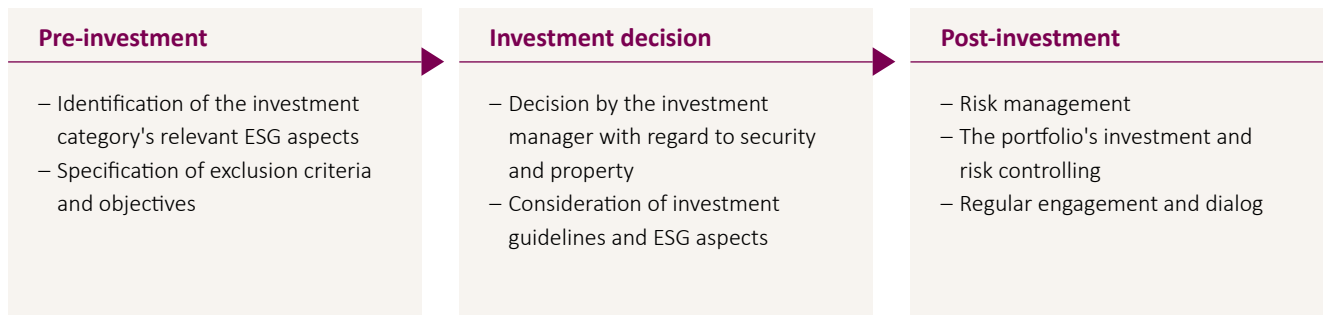 Pre-investment
– Identification of the investment
category's relevant ESG aspects
– Specification of exclusion criteria
and objectives
Investment decision
– Decision by the investment
manager with regard to security
and property
– Consideration of investment
guidelines and ESG aspects
Post-investment
– Risk management
– The portfolio's investment and
risk controlling
– Regular engagement and dialog